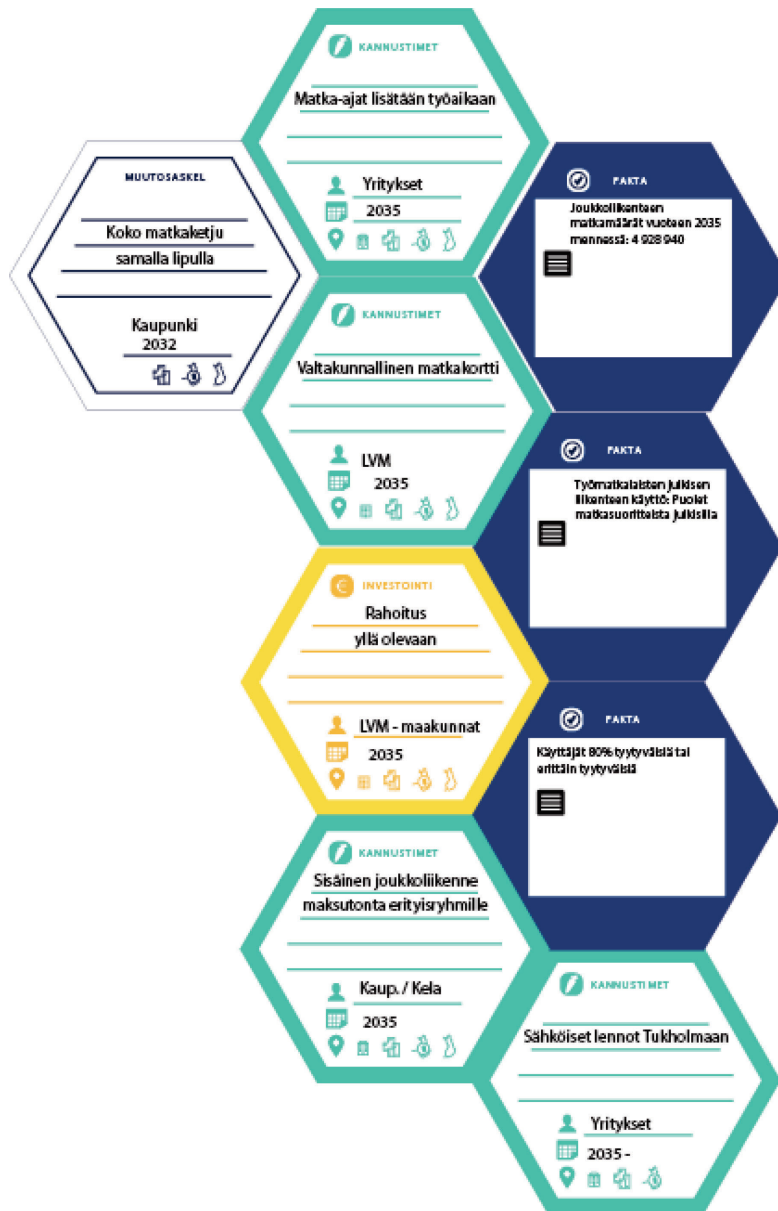 KANNUSTIMET
Matka-ajat lisätään työaikaan
Yritykset
2035
MUUTOSASKEL
Koko matkaketju
samalla lipulla
Kaupunki
2032
FAKTA
Joukkoliikenteen
matkamäärät vuoteen 2035
mennessä: 4 928 940
KANNUSTIMET
Valtakunnallinen matkakortti
LVM
2035
FAKTA
Työmatkalaisten julkisen
liikenteen käyttö: Puolet
matkasuoritteista julkisilla
INVESTOINTI
Rahoitus
yllä olevaan
LVM - maakunnat
2035
FAKTA
Käyttäjät 80% tyytyväisiä tai
erittäin tyytyväisiä
KANNUSTIMET
Sisäinen joukkoliikenne
maksutonta erityisryhmille
Kaup. / Kela
2035
KANNUSTIMET
Sähköiset lennot Tukholmaan
Yritykset
2035 -